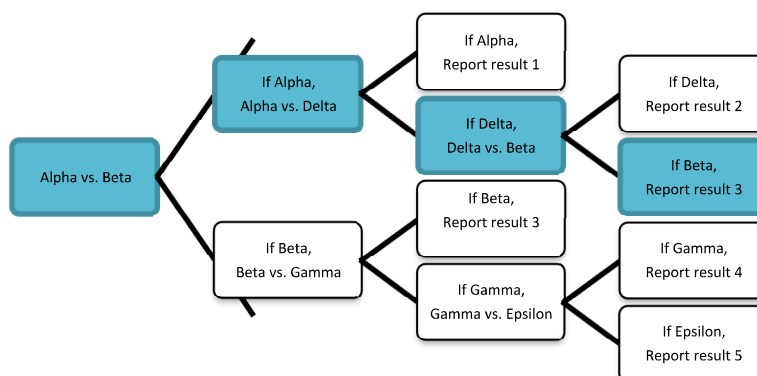 Alpha vs. Beta
If Alpha,
Alpha vs. Delta
If Beta,
Beta vs. Gamma
If Alpha,
Report result 1
If Delta,
Delta vs. Beta
If Beta,
Report result 3
If Gamma,
Gamma vs. Epsilon
If Delta,
Report result 2
If Beta,
Report result 3
If Gamma,
Report result 4
If Epsilon,
Report result 5